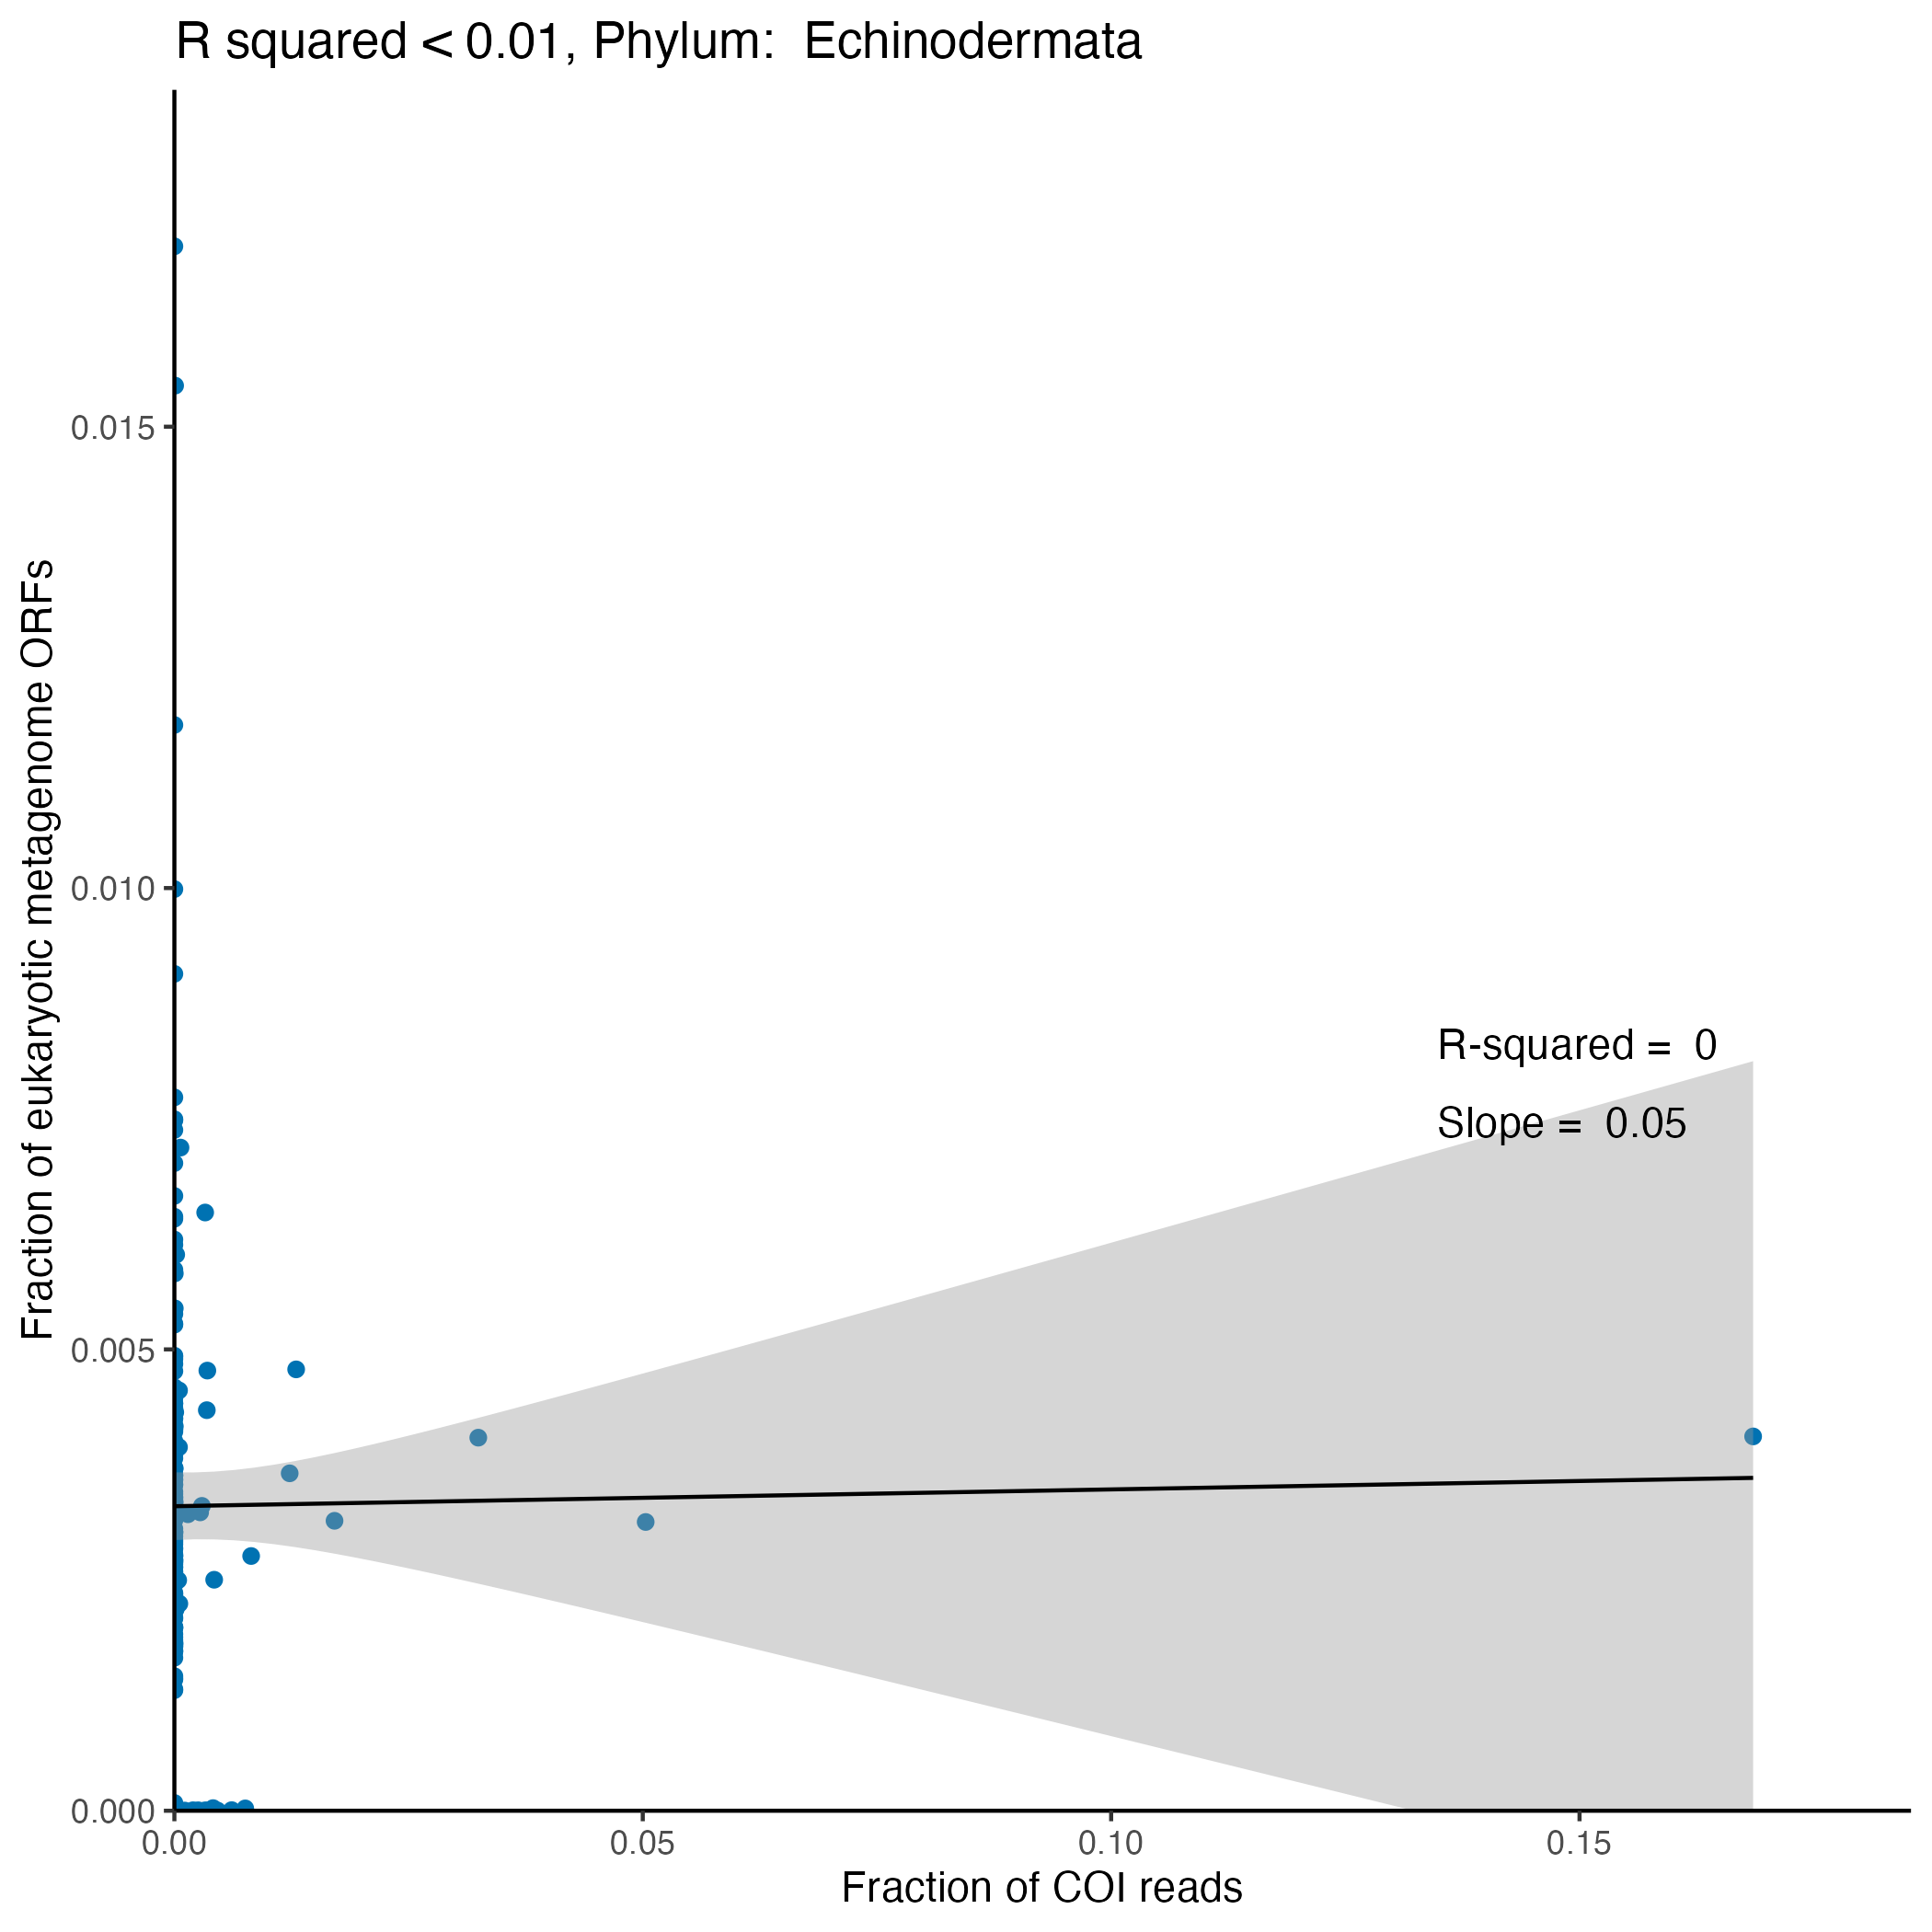 R squared < 0.01, Phylum:  Echinodermata
Fraction of eukaryotic metagenome ORFs
0.015
0.010
0.005
0.000
R-squared =  0
Slope =  0.05
0.00
0.05
0.10
0.15
Fraction of COI reads